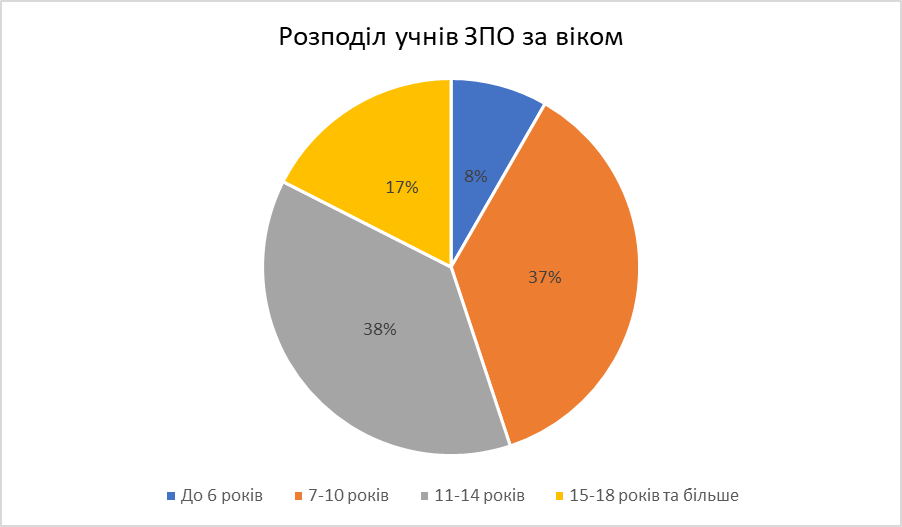 Розподіл учнів ЗПО за віком
8%
17%
37%
38%
До 6 років 7-10 років 11-14 років 15-18 років та більше